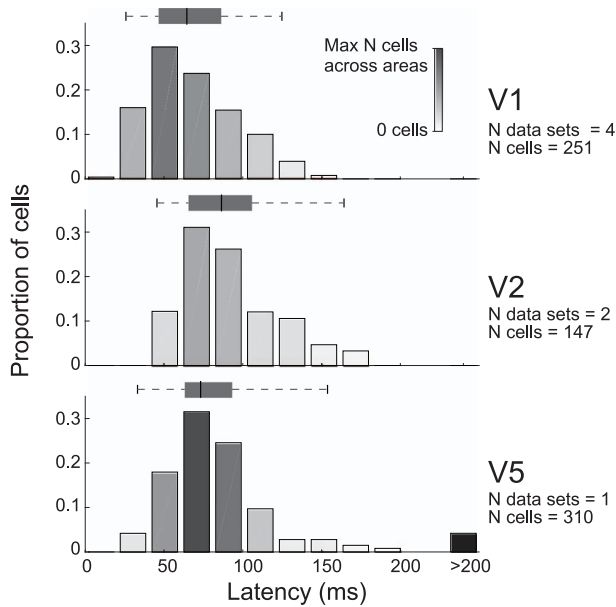 0.3
0.2
0.1
0
Max N cells
across areas
0 cells
V1
N data sets = 4
N cells = 251
Proportion of cells
0.3
0.2
0.1
0
V2
N data sets = 2
N cells = 147
0.3
0.2
0.1
0
V5
N data sets = 1
N cells = 310
0 50 100 150 200 >200
Latency (ms)